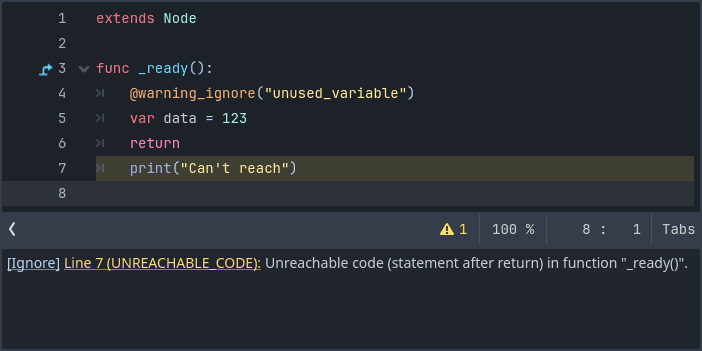 1 extends Node
2
3 func _ready():
4 @warning_ignore("unused_variable")
5 var data = 123
6 return
7 print("Can't reach")
8
1 100 % 8 : 1 Tabs
[Ignore] Line 7 (UNREACHABLE_CODE): Unreachable code (statement after return) in function "_ready()".